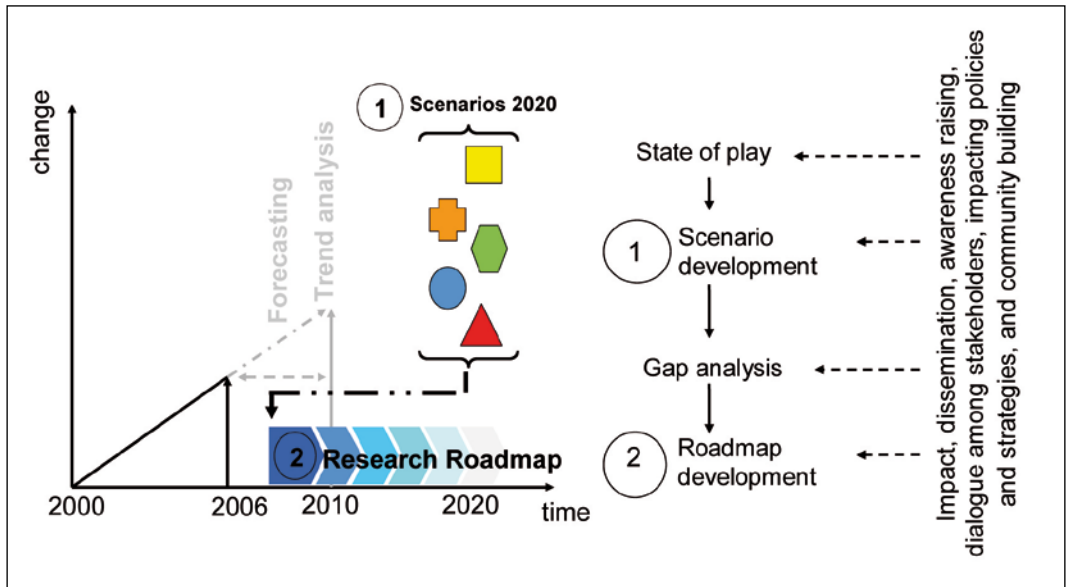 change
Forecasting
Trend analysis
1 Scenarios 2020
2 Research Roadmap
2000 2006 2010 2020 time
State of play
1 Scenario
development
Gap analysis
2 Roadmap
development
Impact, dissemination, awareness raising,
dialogue among stakeholders, impacting policies
and strategies, and community building